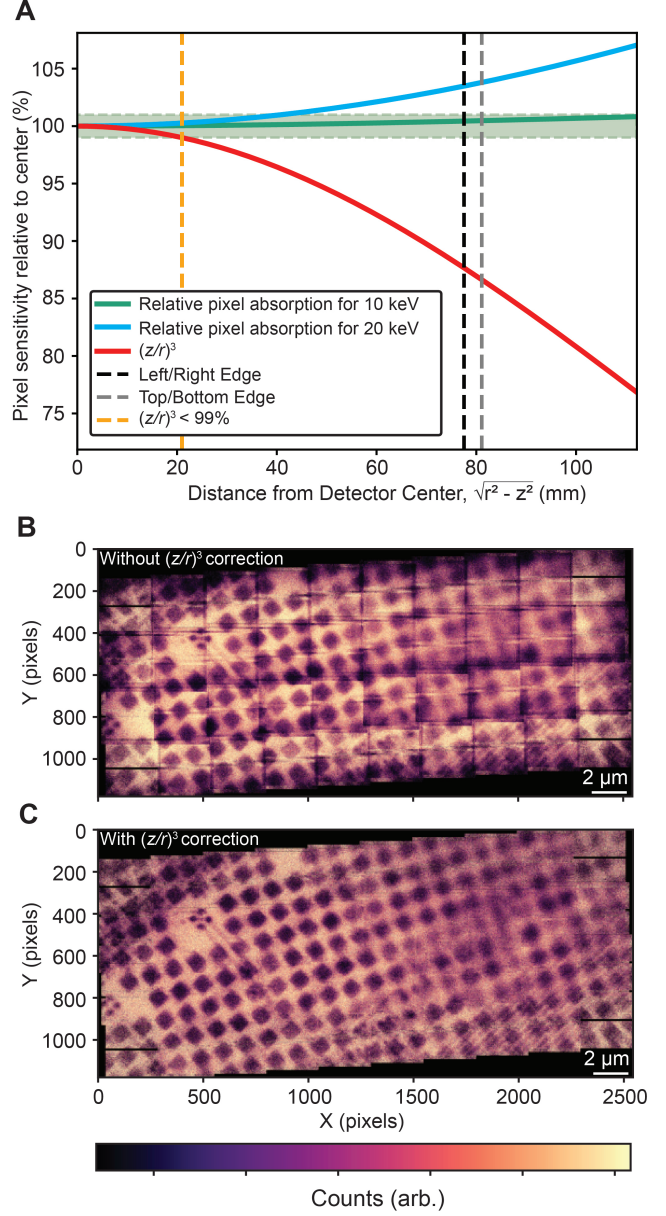 A
Pixel sensitivity relative to center (%)
105
100
95
90
85
80
75
Relative pixel absorption for 10 keV
Relative pixel absorption for 20 keV
(z/r)³
Left/Right Edge
Top/Bottom Edge
(z/r)³ < 99%
0 20 40 60 80 100
Distance from Detector Center, √r² - z² (mm)
B
Without (z/r)³ correction
Y (pixels)
0
200
400
600
800
1000
2 µm
C
With (z/r)³ correction
Y (pixels)
0
200
400
600
800
1000
2 µm
0 500 1000 1500 2000 2500
X (pixels)
Counts (arb.)